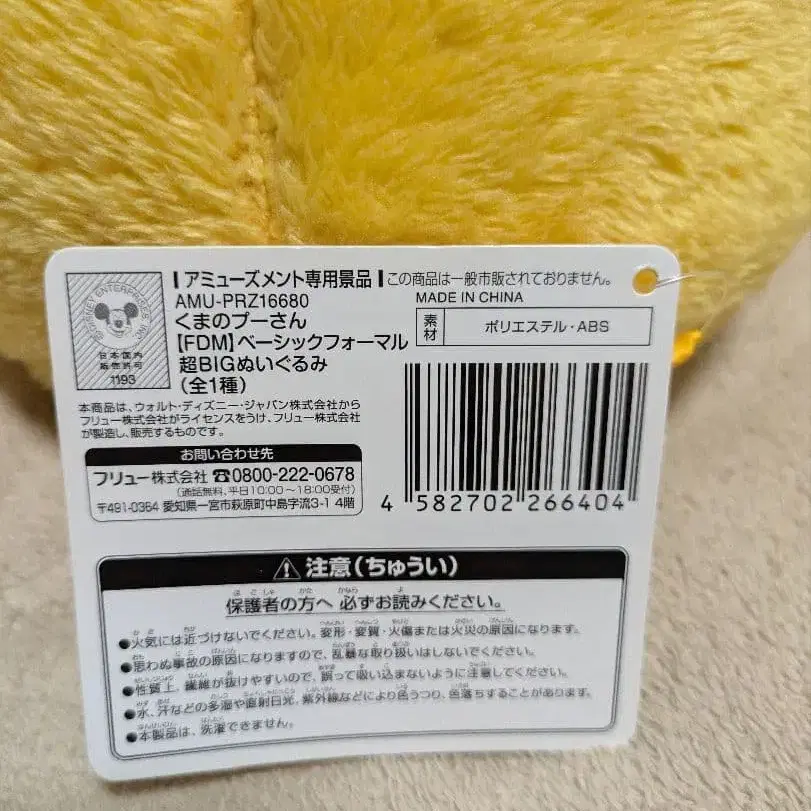 ©DISNEY ENTERPRISES, INC.
日本国内
販売許可
1193
アミューズメント専用景品
この商品は一般市販されておりません。
AMU-PRZ16680
MADE IN CHINA
くまのプーさん
【FDM】ベーシックフォーマル
超BIGぬいぐるみ
(全1種)
素材
ポリエステル・ABS
本商品は、ウォルト・ディズニー・ジャパン株式会社から
フリュー株式会社がライセンスをうけ、フリュー株式会社
が製造し、販売するものです。
お問い合わせ先
フリュー株式会社 ☎0800-222-0678
(通話無料、平日10:00~18:00受付)
〒491-0364 愛知県一宮市萩原町中島字流3-1 4階
4 582702 266404
⚠注意(ちゅうい)
保護者の方へ 必ずお読みください。
●火気には近づけないでください。変形・変質・火傷または火災の原因になります。
●思わぬ事故の原因になりますので、乱暴な取り扱いはしないでください。
●性質上、繊維が抜けやすいので、誤って吸い込まないように注意してください。
●水、汗などの多湿や直射日光、紫外線などにより色うつり、色落ちすることがあります。
●本製品は、洗濯できません。